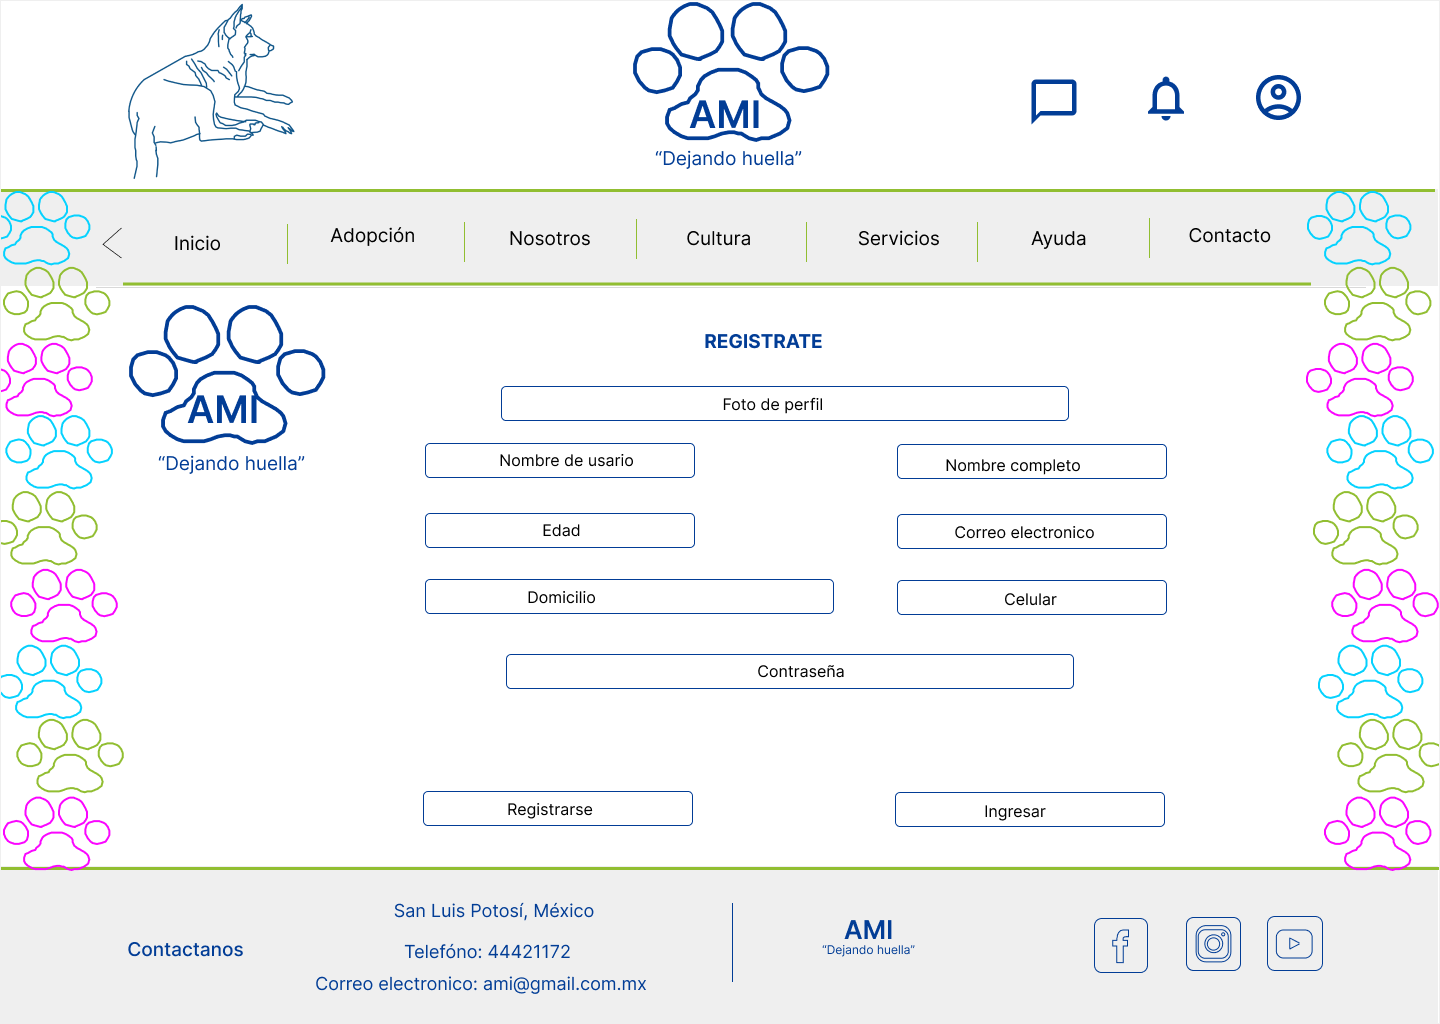 AMI
“Dejando huella”
Inicio
Adopción
Nosotros
Cultura
Servicios
Ayuda
Contacto
AMI
“Dejando huella”
REGISTRATE
Foto de perfil
Nombre de usario
Nombre completo
Edad
Correo electronico
Domicilio
Celular
Contraseña
Registrarse
Ingresar
Contactanos
San Luis Potosí, México
Telefóno: 44421172
Correo electronico: ami@gmail.com.mx
AMI
“Dejando huella”